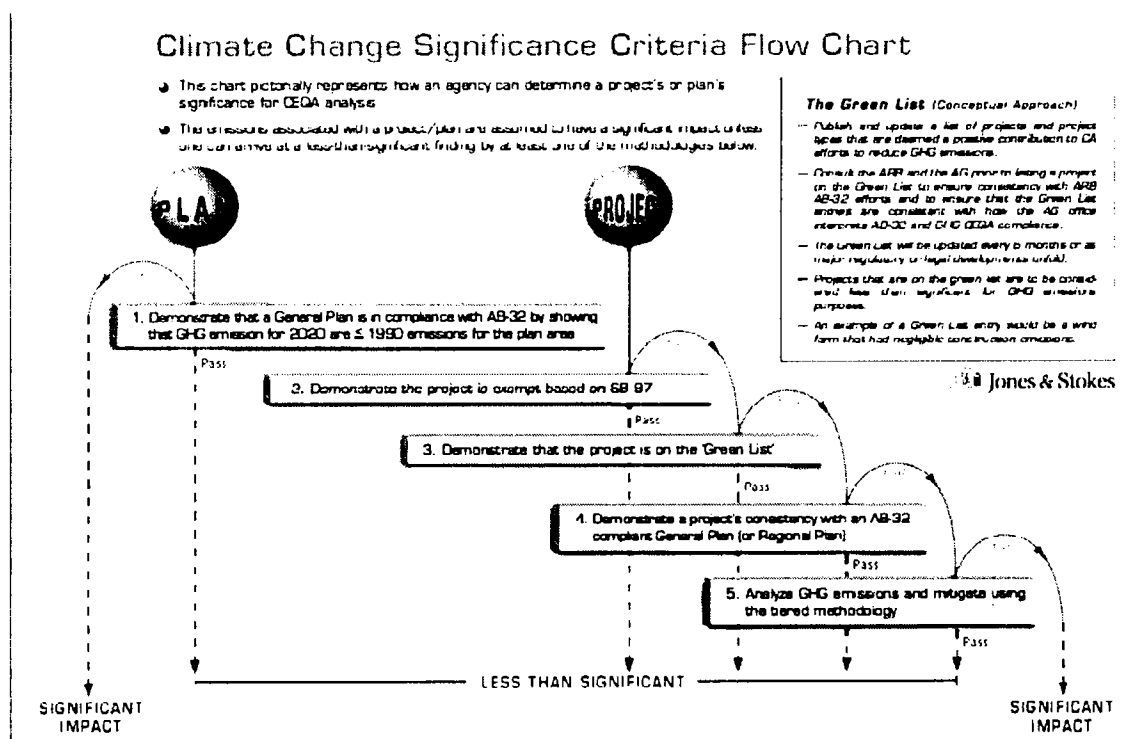 Climate Change Significance Criteria Flow Chart
This chart pictorially represents how an agency can determine a project's or plan's
significance for CEQA analysis
The emissions associated with a project/plan are assumed to have a significant impact unless
one can arrive at a less-than-significant finding by at least one of the methodologies below.
The Green List (Conceptual Approach)
— Publish and update a list of projects and project
types that are deemed a positive contribution to CA
efforts to reduce GHG emissions.
— Consult the ARB and the AG prior to listing a project
on the Green List to ensure consistency with ARB
AB-32 efforts and to ensure that the Green List
entries are consistent with how the AG office
interprets AB-32 and GHG CEQA compliance.
— The Green List will be updated every 6 months or as
major regulatory or legal developments unfold.
— Projects that are on the green list are to be consid-
ered less than significant for GHG emissions
purposes.
— An example of a Green List entry would be a wind
farm that had negligible construction emissions.
Jones & Stokes
PLA
PROJEC
1. Demonstrate that a General Plan is in compliance with AB-32 by showing
that GHG emission for 2020 are ≤ 1990 emissions for the plan area
Pass
2. Demonstrate the project is exempt based on SB 97
Pass
3. Demonstrate that the project is on the 'Green List'
Pass
4. Demonstrate a project's consistency with an AB-32
compliant General Plan (or Regional Plan)
Pass
5. Analyze GHG emissions and mitigate using
the tiered methodology
Pass
LESS THAN SIGNIFICANT
SIGNIFICANT
IMPACT
SIGNIFICANT
IMPACT